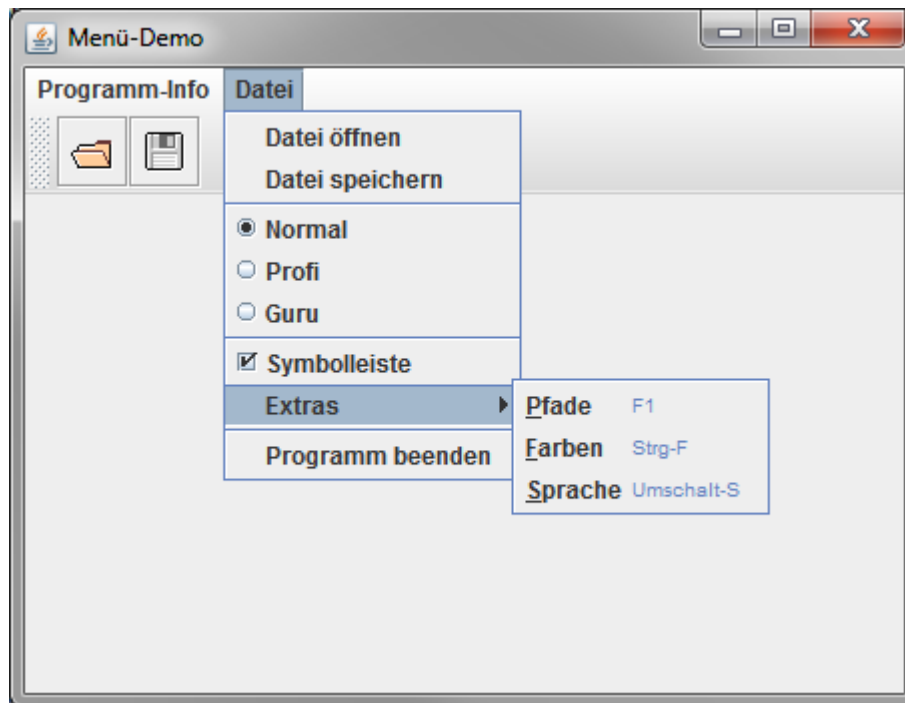 Menü-Demo
Programm-Info Datei
Datei öffnen
Datei speichern
Normal
Profi
Guru
Symbolleiste
Extras
Programm beenden
Pfade F1
Farben Strg-F
Sprache Umschalt-S